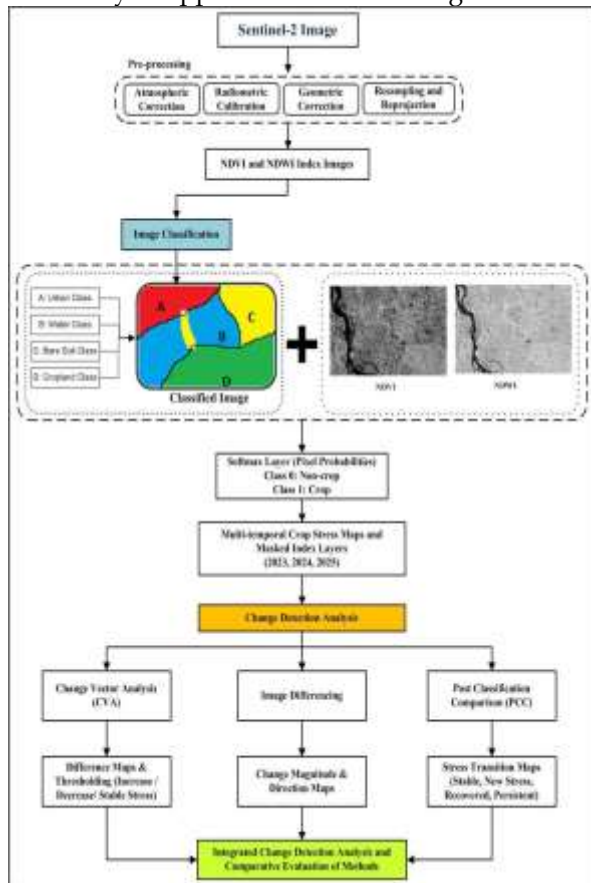 Sentinel-2 Image
Pre-processing
Atmospheric
Correction
Radiometric
Calibration
Geometric
Correction
Resampling and
Reprojection
NDVI and NDWI Index Images
Image Classification
A: Urban Class
B: Water Class
C: Bare Soil Class
D: Cropland Class
A
B
C
D
Classified Image
+
NDVI
NDWI
Softmax Layer (Pixel Probabilities)
Class 0: Non-crop
Class 1: Crop
Multi-temporal Crop Stress Maps and
Masked Index Layers
(2023, 2024, 2025)
Change Detection Analysis
Change Vector Analysis
(CVA)
Image Differencing
Post Classification
Comparison (PCC)
Difference Maps &
Thresholding (Increase /
Decrease/ Stable Stress)
Change Magnitude &
Direction Maps
Stress Transition Maps
(Stable, New Stress,
Recovered, Persistent)
Integrated Change Detection Analysis and
Comparative Evaluation of Methods